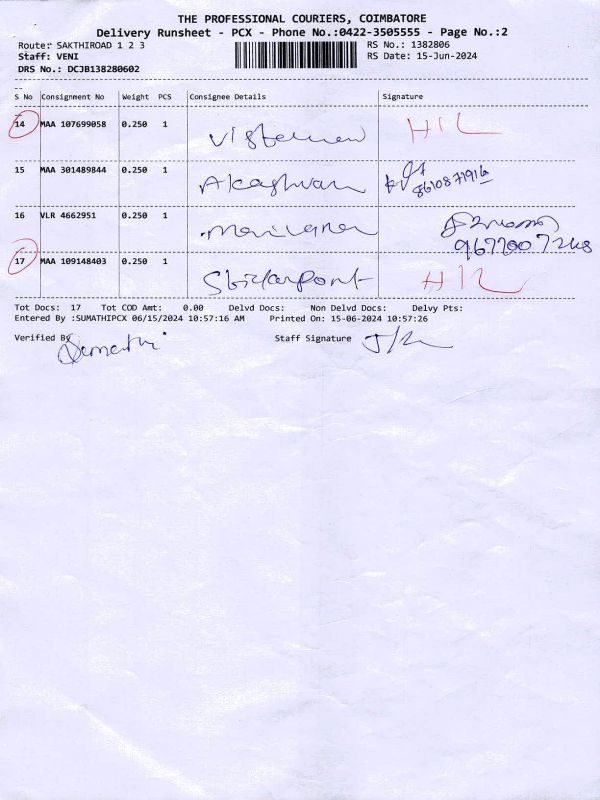 THE PROFESSIONAL COURIERS, COIMBATORE
Delivery Runsheet - PCX - Phone No.:0422-3505555 - Page No.:2
Route: SAKTHIROAD 1 2 3
RS No.: 1382806
Staff: VENI
RS Date: 15-Jun-2024
DRS No.: DCJB138280602
S No Consignment No Weight PCS Consignee Details Signature
14 MAA 107699058 0.250 1 HIL
15 MAA 301489844 0.250 1 8610871916
16 VLR 4662951 0.250 1
17 MAA 109148403 0.250 1 HIL
Tot Docs: 17 Tot COD Amt: 0.00 Delvd Docs: Non Delvd Docs: Delvy Pts:
Entered By :SUMATHIPCX 06/15/2024 10:57:16 AM Printed On: 15-06-2024 10:57:26
Verified By Sumathi Staff Signature